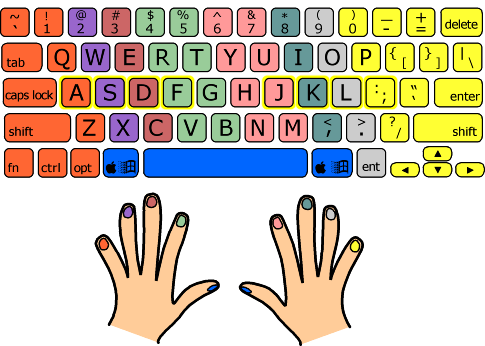 ~ ` ! 1 @ 2 # 3 $ 4 % 5 ^ 6 & 7 * 8 ( 9 ) 0 — - + = delete
tab Q W E R T Y U I O P { [ } ] | \
caps lock A S D F G H J K L : ; " ' enter
shift Z X C V B N M < , > . ? / shift
fn ctrl opt ent ◄ ▲ ▼ ►